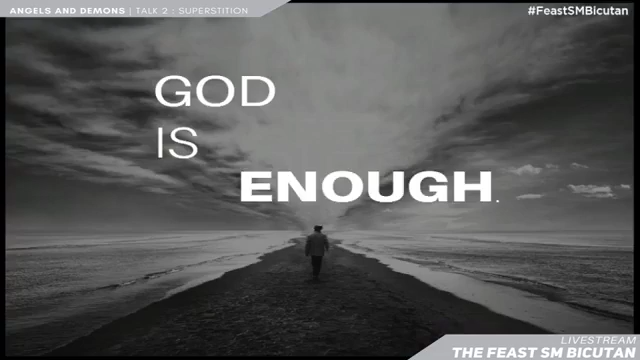 ANGELS AND DEMONS | TALK 2 : SUPERSTITION
#FeastSMBicutan
GOD
IS
ENOUGH.
LIVESTREAM
THE FEAST SM BICUTAN